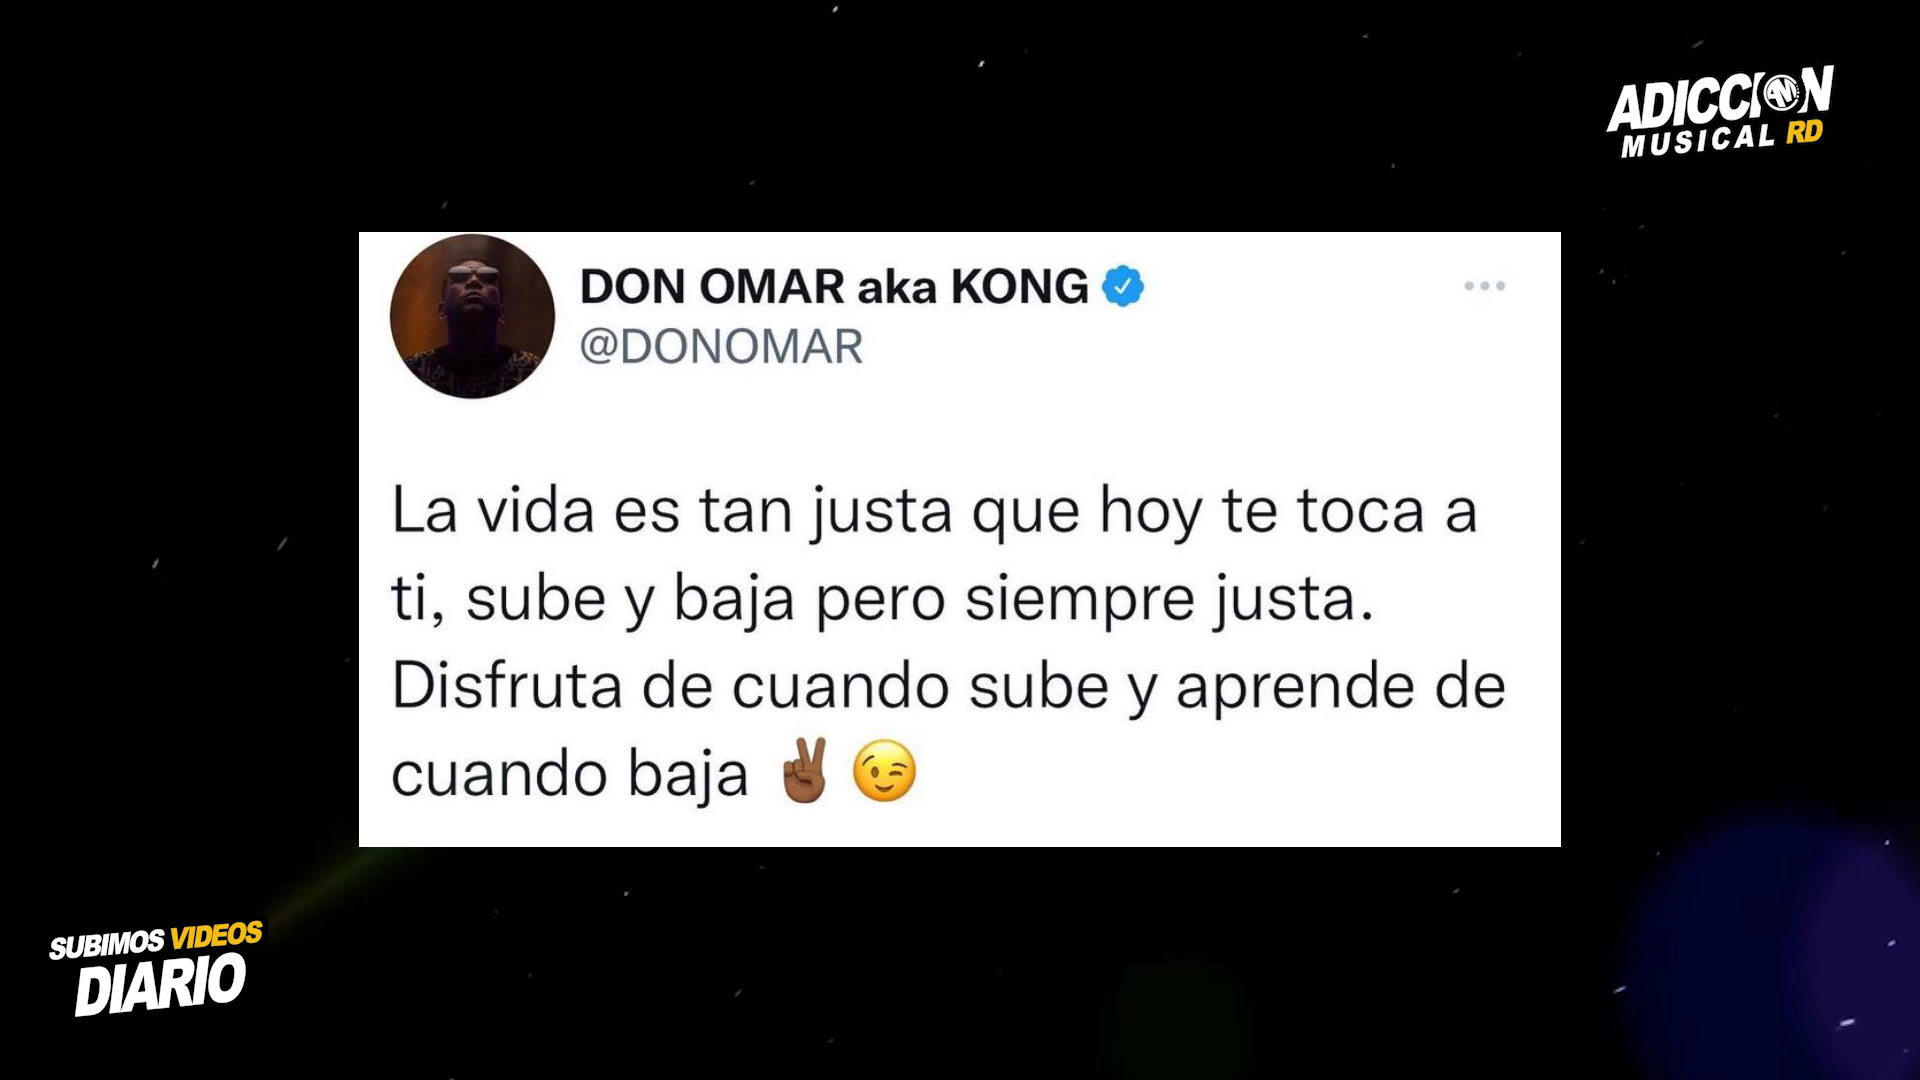 ADICCION
MUSICAL RD
DON OMAR aka KONG
@DONOMAR
La vida es tan justa que hoy te toca a
ti, sube y baja pero siempre justa.
Disfruta de cuando sube y aprende de
cuando baja ✌🏾😉
SUBIMOS VIDEOS
DIARIO